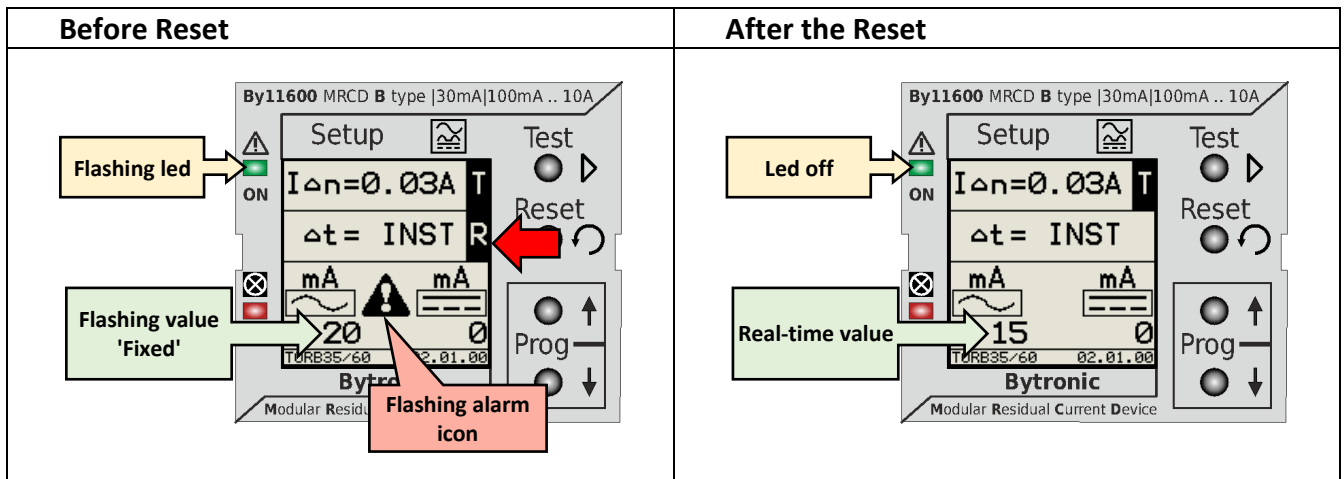 Before Reset
By11600 MRCD B type |30mA|100mA .. 10A
Setup
Test
Flashing led
ON
I△n=0.03A T
Reset
△t= INST R
mA mA
Flashing value
'Fixed'
20 0
Prog
TORB35/60 02.01.00
Flashing alarm
icon
After the Reset
By11600 MRCD B type |30mA|100mA .. 10A
Setup
Test
Led off
ON
I△n=0.03A T
Reset
△t= INST
mA mA
Real-time value
15 0
Prog
TORB35/60 02.01.00
Bytronic
Modular Residual Current Device